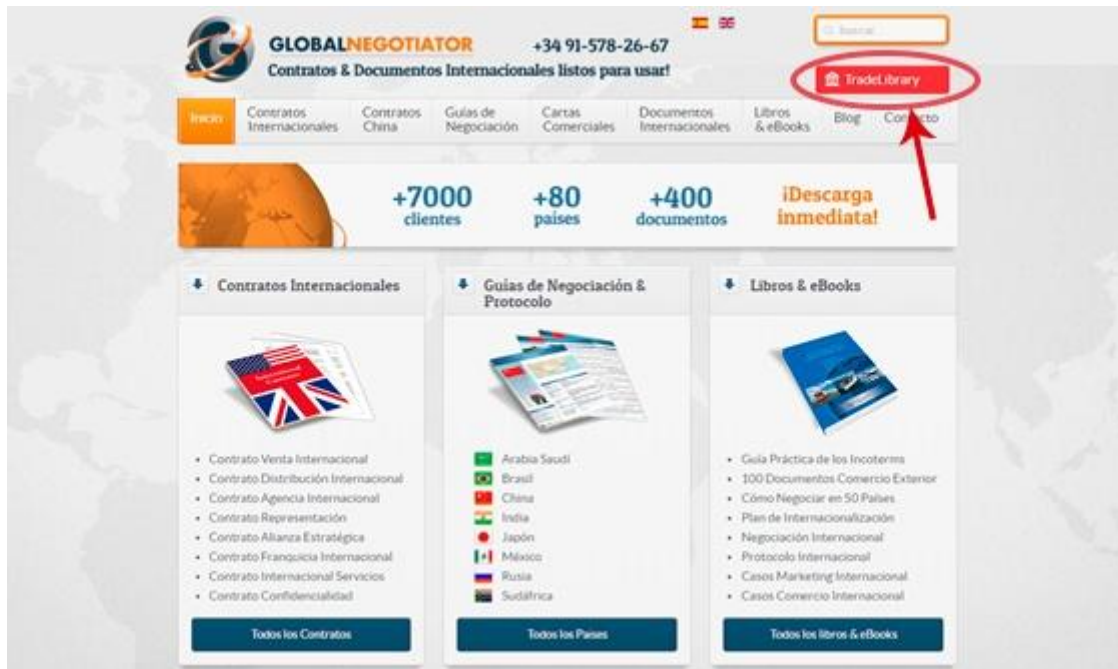 GLOBALNEGOTIATOR
+34 91-578-26-67
Contratos & Documentos Internacionales listos para usar!
buscar
TradeLibrary
Inicio
Contratos
Internacionales
Contratos
China
Guías de
Negociación
Cartas
Comerciales
Documentos
Internacionales
Libros
& eBooks
Blog
Contacto
+7000
clientes
+80
países
+400
documentos
¡Descarga
inmediata!
Contratos Internacionales
Guías de Negociación &
Protocolo
Libros & eBooks
International
Contract
Contrato Venta Internacional
Contrato Distribución Internacional
Contrato Agencia Internacional
Contrato Representación
Contrato Alianza Estratégica
Contrato Franquicia Internacional
Contrato Internacional Servicios
Contrato Confidencialidad
Todos los Contratos
Arabia Saudí
Brasil
China
India
Japón
México
Rusia
Sudáfrica
Todos los Países
Guía Práctica de los Incoterms
100 Documentos Comercio Exterior
Cómo Negociar en 50 Países
Plan de Internacionalización
Negociación Internacional
Protocolo Internacional
Casos Marketing Internacional
Casos Comercio Internacional
Todos los libros & eBooks